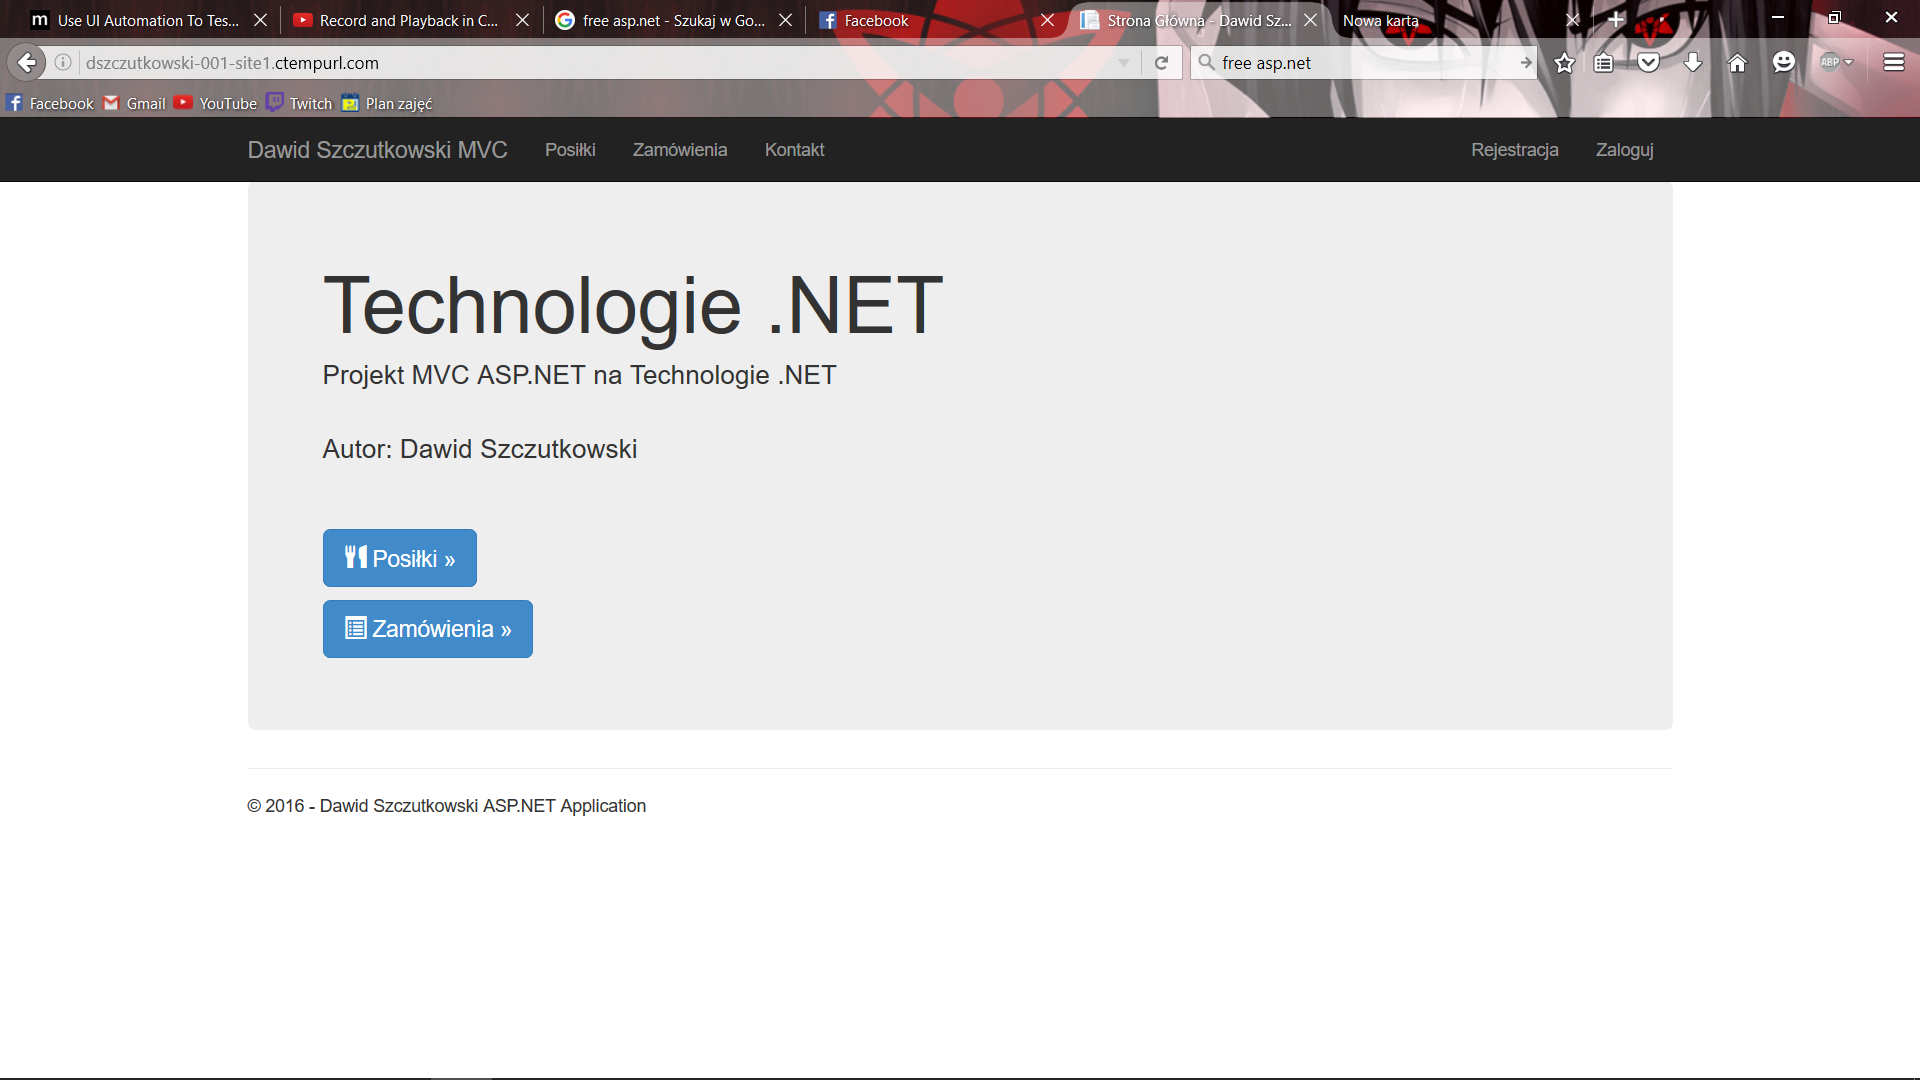 m Use UI Automation To Tes...
Record and Playback in C...
free asp.net - Szukaj w Go...
Facebook
Strona Główna - Dawid Sz...
Nowa karta
dszczutkowski-001-site1.ctempurl.com
free asp.net
ABP
Facebook
Gmail
YouTube
Twitch
Plan zajęć
Dawid Szczutkowski MVC
Posiłki
Zamówienia
Kontakt
Rejestracja
Zaloguj
Technologie .NET
Projekt MVC ASP.NET na Technologie .NET
Autor: Dawid Szczutkowski
Posiłki »
Zamówienia »
© 2016 - Dawid Szczutkowski ASP.NET Application